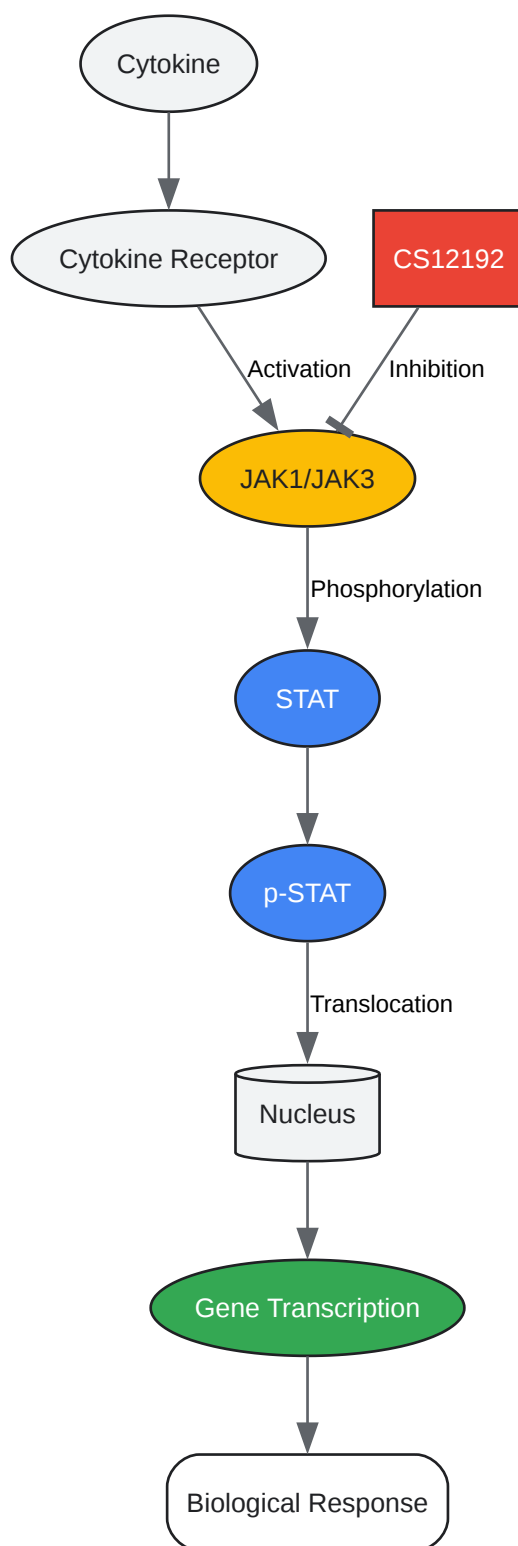 Cytokine
Cytokine Receptor
CS12192
Activation
Inhibition
JAK1/JAK3
Phosphorylation
STAT
p-STAT
Translocation
Nucleus
Gene Transcription
Biological Response